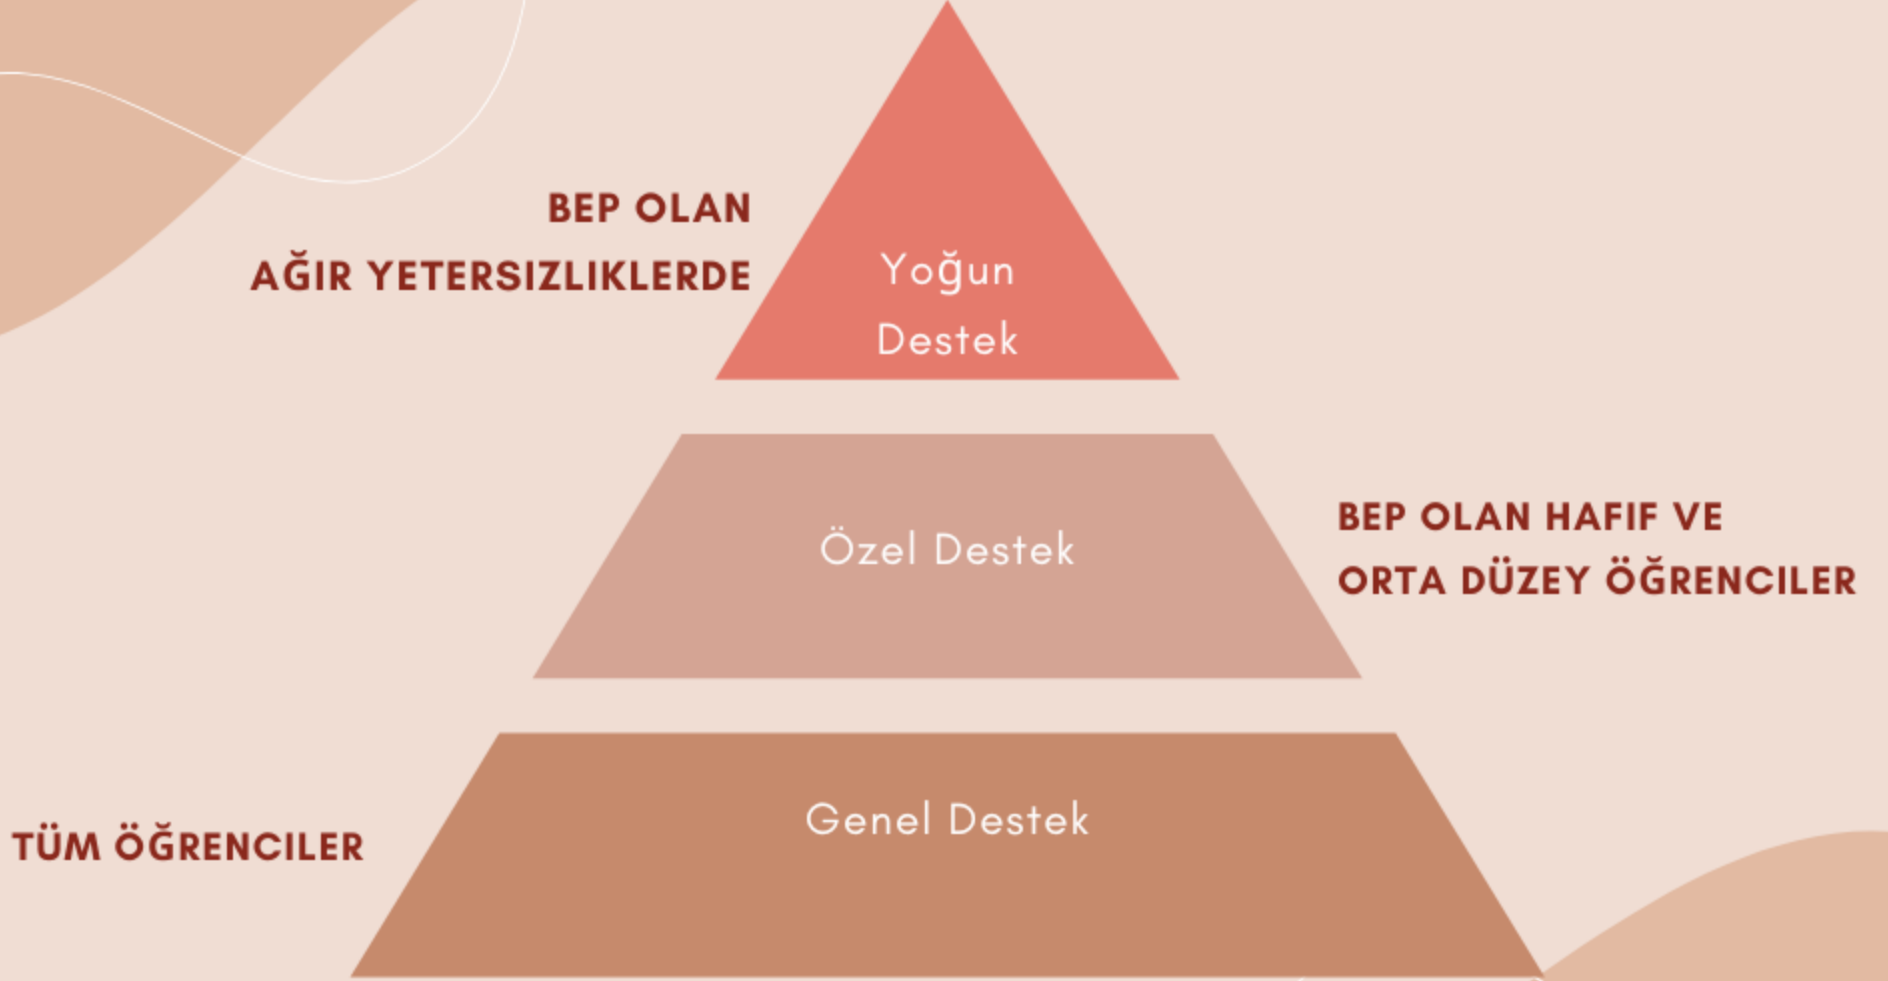 BEP OLAN
AĞIR YETERSIZLIKLERDE
Yoğun
Destek
Özel Destek
BEP OLAN HAFIF VE
ORTA DÜZEY ÖĞRENCILER
Genel Destek
TÜM ÖĞRENCILER